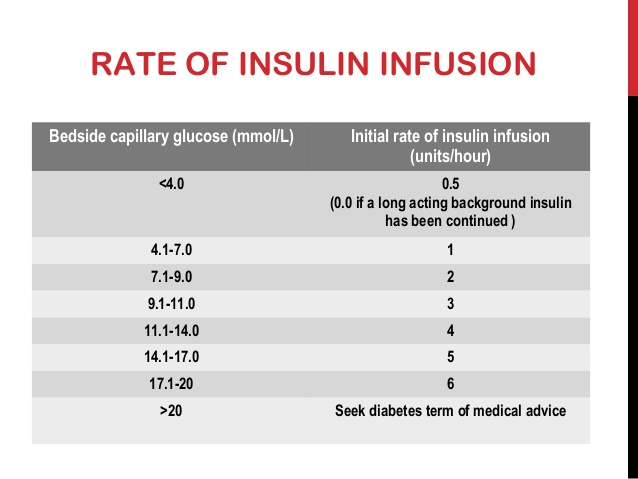 RATE OF INSULIN INFUSION
Bedside capillary glucose (mmol/L) Initial rate of insulin infusion
(units/hour)
<4.0 0.5
(0.0 if a long acting background insulin
has been continued )
4.1-7.0 1
7.1-9.0 2
9.1-11.0 3
11.1-14.0 4
14.1-17.0 5
17.1-20 6
>20 Seek diabetes term of medical advice